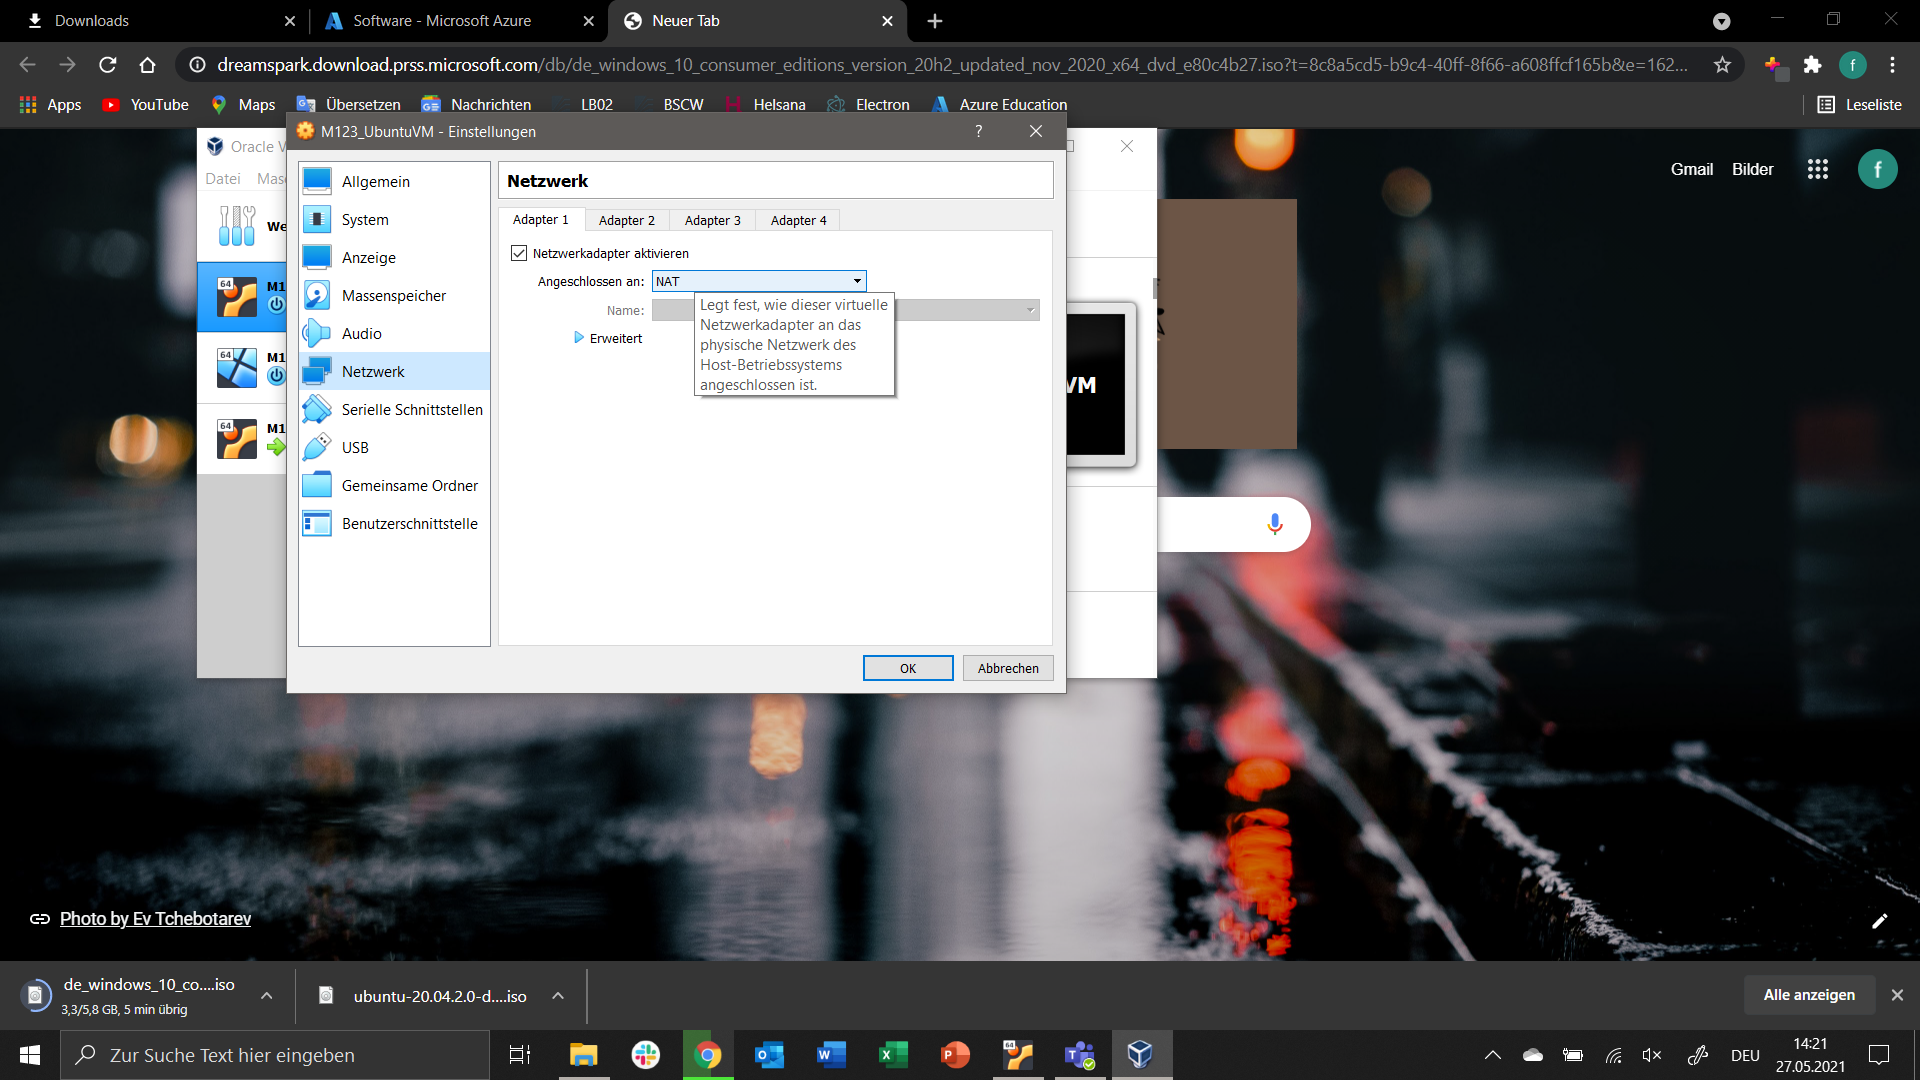 Downloads
Software - Microsoft Azure
Neuer Tab
dreamspark.download.prss.microsoft.com/db/de_windows_10_consumer_editions_version_20h2_updated_nov_2020_x64_dvd_e80c4b27.iso?t=8c8a5cd5-b9c4-40ff-8f66-a608ffcf165b&e=162...
f
Apps
YouTube
Maps
Übersetzen
Nachrichten
LB02
BSCW
Helsana
Electron
Azure Education
Leseliste
Oracle V
Datei Mas
We
64 M1
64 M1
64 M1
M123_UbuntuVM - Einstellungen
?
Allgemein
System
Anzeige
Massenspeicher
Audio
Netzwerk
Serielle Schnittstellen
USB
Gemeinsame Ordner
Benutzerschnittstelle
Netzwerk
Adapter 1 Adapter 2 Adapter 3 Adapter 4
Netzwerkadapter aktivieren
Angeschlossen an: NAT
Name:
Erweitert
Legt fest, wie dieser virtuelle
Netzwerkadapter an das
physische Netzwerk des
Host-Betriebssystems
angeschlossen ist.
OK Abbrechen
VM
Gmail Bilder
f
Photo by Ev Tchebotarev
de_windows_10_co....iso
3,3/5,8 GB, 5 min übrig
ubuntu-20.04.2.0-d....iso
Alle anzeigen
Zur Suche Text hier eingeben
64
DEU
14:21
27.05.2021